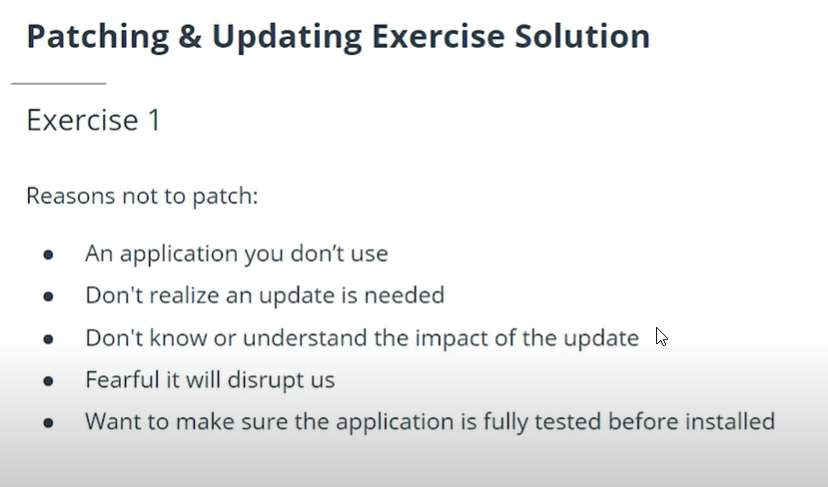 Patching & Updating Exercise Solution
Exercise 1
Reasons not to patch:
● An application you don’t use
● Don't realize an update is needed
● Don't know or understand the impact of the update
● Fearful it will disrupt us
● Want to make sure the application is fully tested before installed